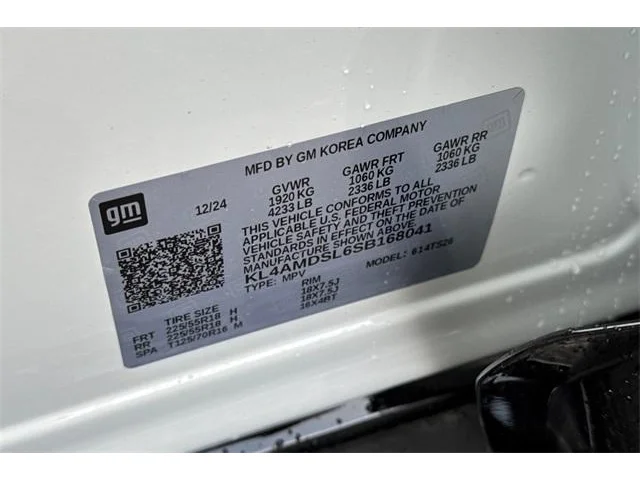 MFD BY GM KOREA COMPANY
gm
12/24
GVWR GAWR FRT GAWR RR
1920 KG 1060 KG 1060 KG
4233 LB 2336 LB 2336 LB
THIS VEHICLE CONFORMS TO ALL
APPLICABLE U.S. FEDERAL MOTOR
VEHICLE SAFETY AND THEFT PREVENTION
STANDARDS IN EFFECT ON THE DATE OF
MANUFACTURE SHOWN ABOVE.
KL4AMDSL6SB168041
TYPE: MPV MODEL: 614TS26
TIRE SIZE RIM
FRT 225/55R18 H 18X7.5J
RR 225/55R18 H 18X7.5J
SPA T125/70R16 M 16X4BT